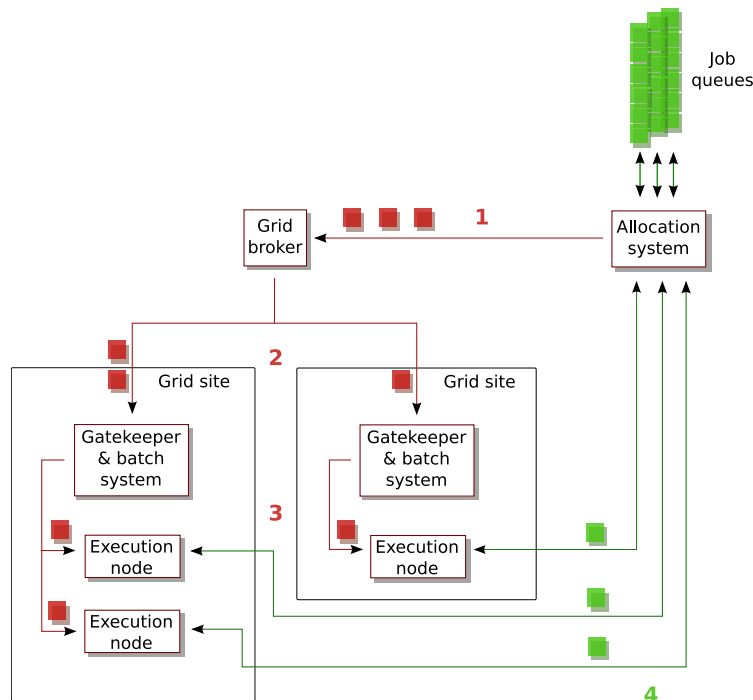 Job
queues
1
Grid
broker
Allocation
system
2
Grid site
Grid site
Gatekeeper
& batch
system
Gatekeeper
& batch
system
3
Execution
node
Execution
node
Execution
node
4